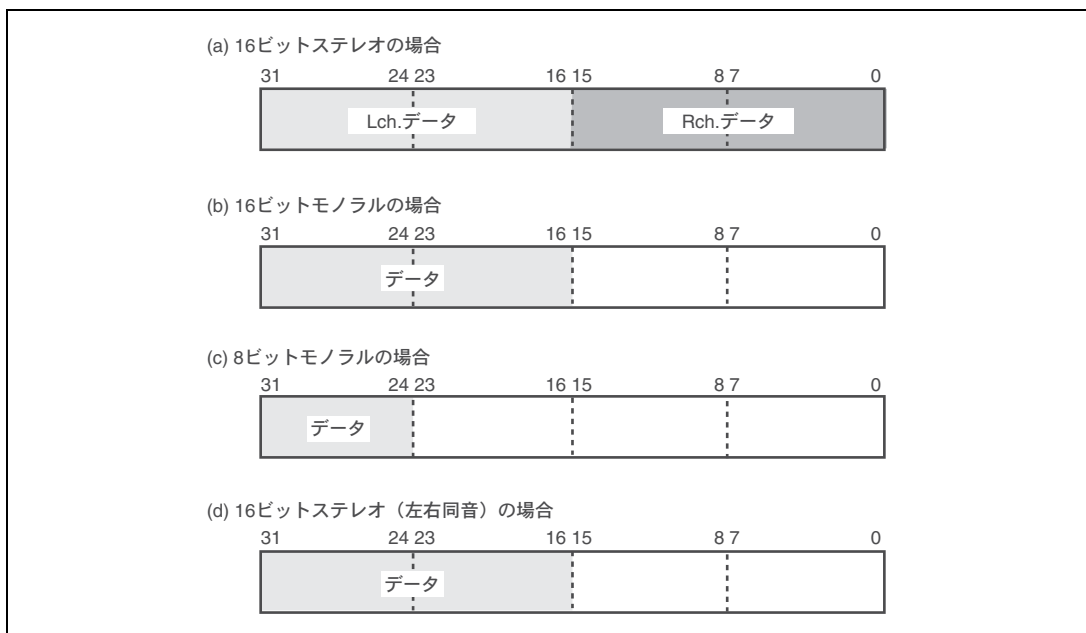 (a) 16ビットステレオの場合
31 24 23 16 15 8 7 0
Lch.データ Rch.データ
(b) 16ビットモノラルの場合
31 24 23 16 15 8 7 0
データ
(c) 8ビットモノラルの場合
31 24 23 16 15 8 7 0
データ
(d) 16ビットステレオ（左右同音）の場合
31 24 23 16 15 8 7 0
データ